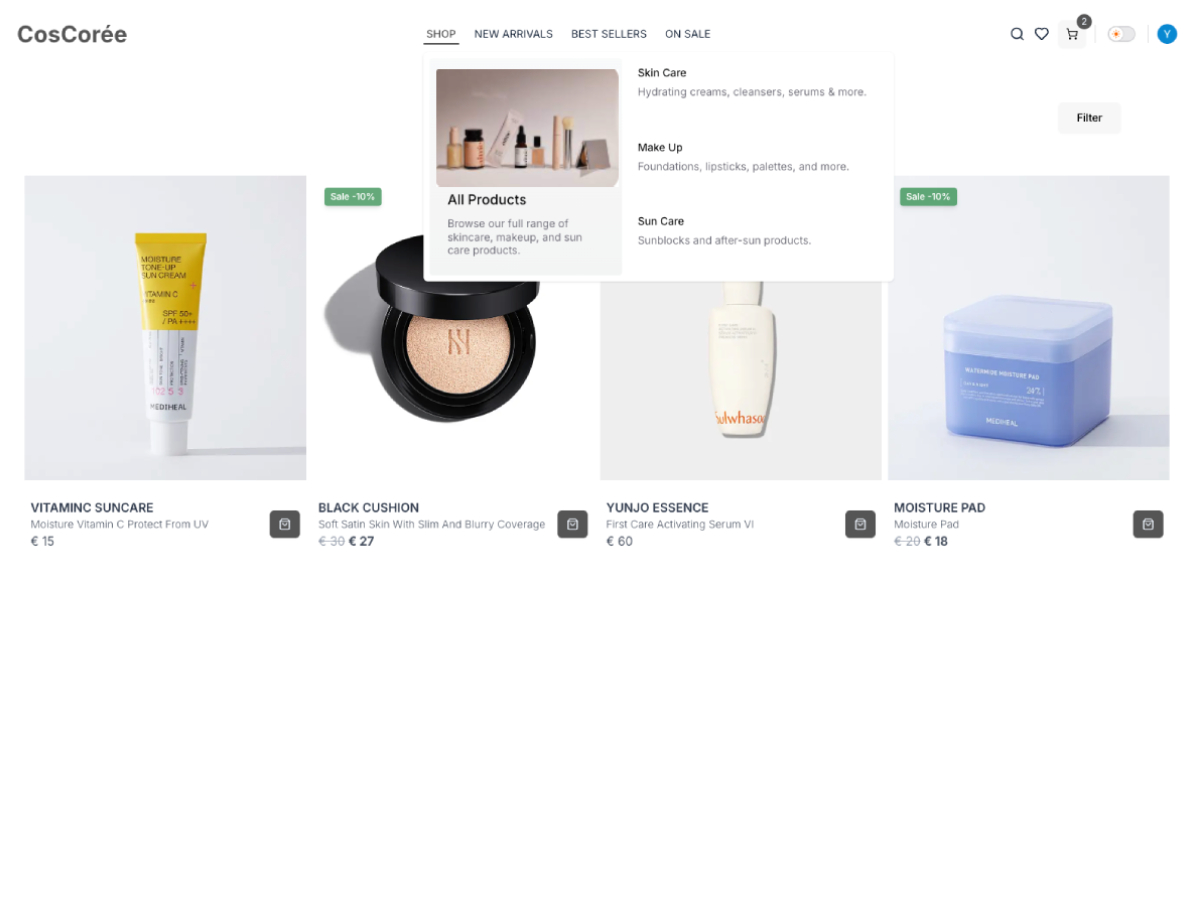 CosCorée
SHOP
NEW ARRIVALS
BEST SELLERS
ON SALE
2
Y
All Products
Browse our full range of
skincare, makeup, and sun
care products.
Skin Care
Hydrating creams, cleansers, serums & more.
Make Up
Foundations, lipsticks, palettes, and more.
Sun Care
Sunblocks and after-sun products.
Filter
MOISTURE
TONE-UP
SUN CREAM
VITAMIN C
SPF 50+
/ PA ++++
MEDIHEAL
Sale -10%
Sulwhasoo
Sale -10%
WATERMIDE MOISTURE PAD
MEDIHEAL
VITAMINC SUNCARE
Moisture Vitamin C Protect From UV
€ 15
BLACK CUSHION
Soft Satin Skin With Slim And Blurry Coverage
€ 30 € 27
YUNJO ESSENCE
First Care Activating Serum VI
€ 60
MOISTURE PAD
Moisture Pad
€ 20 € 18